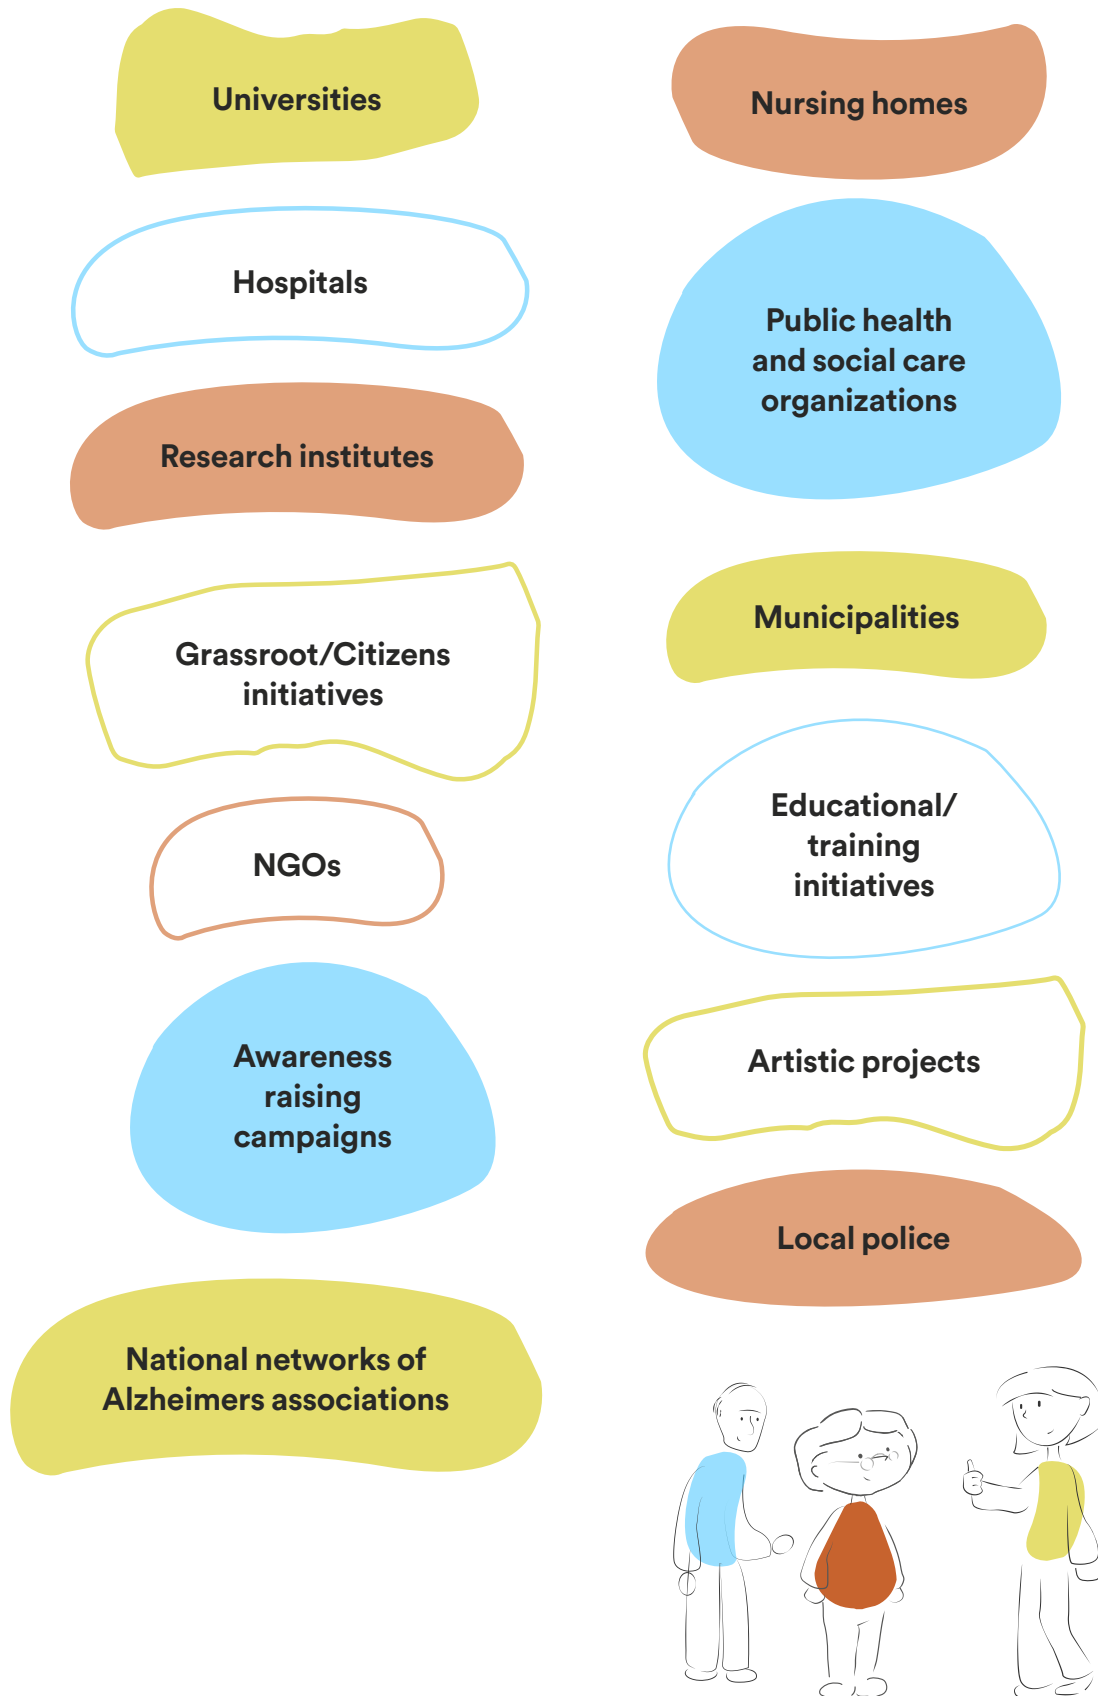 Universities
Hospitals
Research institutes
Grassroot/Citizens
initiatives
NGOs
Awareness
raising
campaigns
National networks of
Alzheimers associations
Nursing homes
Public health
and social care
organizations
Municipalities
Educational/
training
initiatives
Artistic projects
Local police